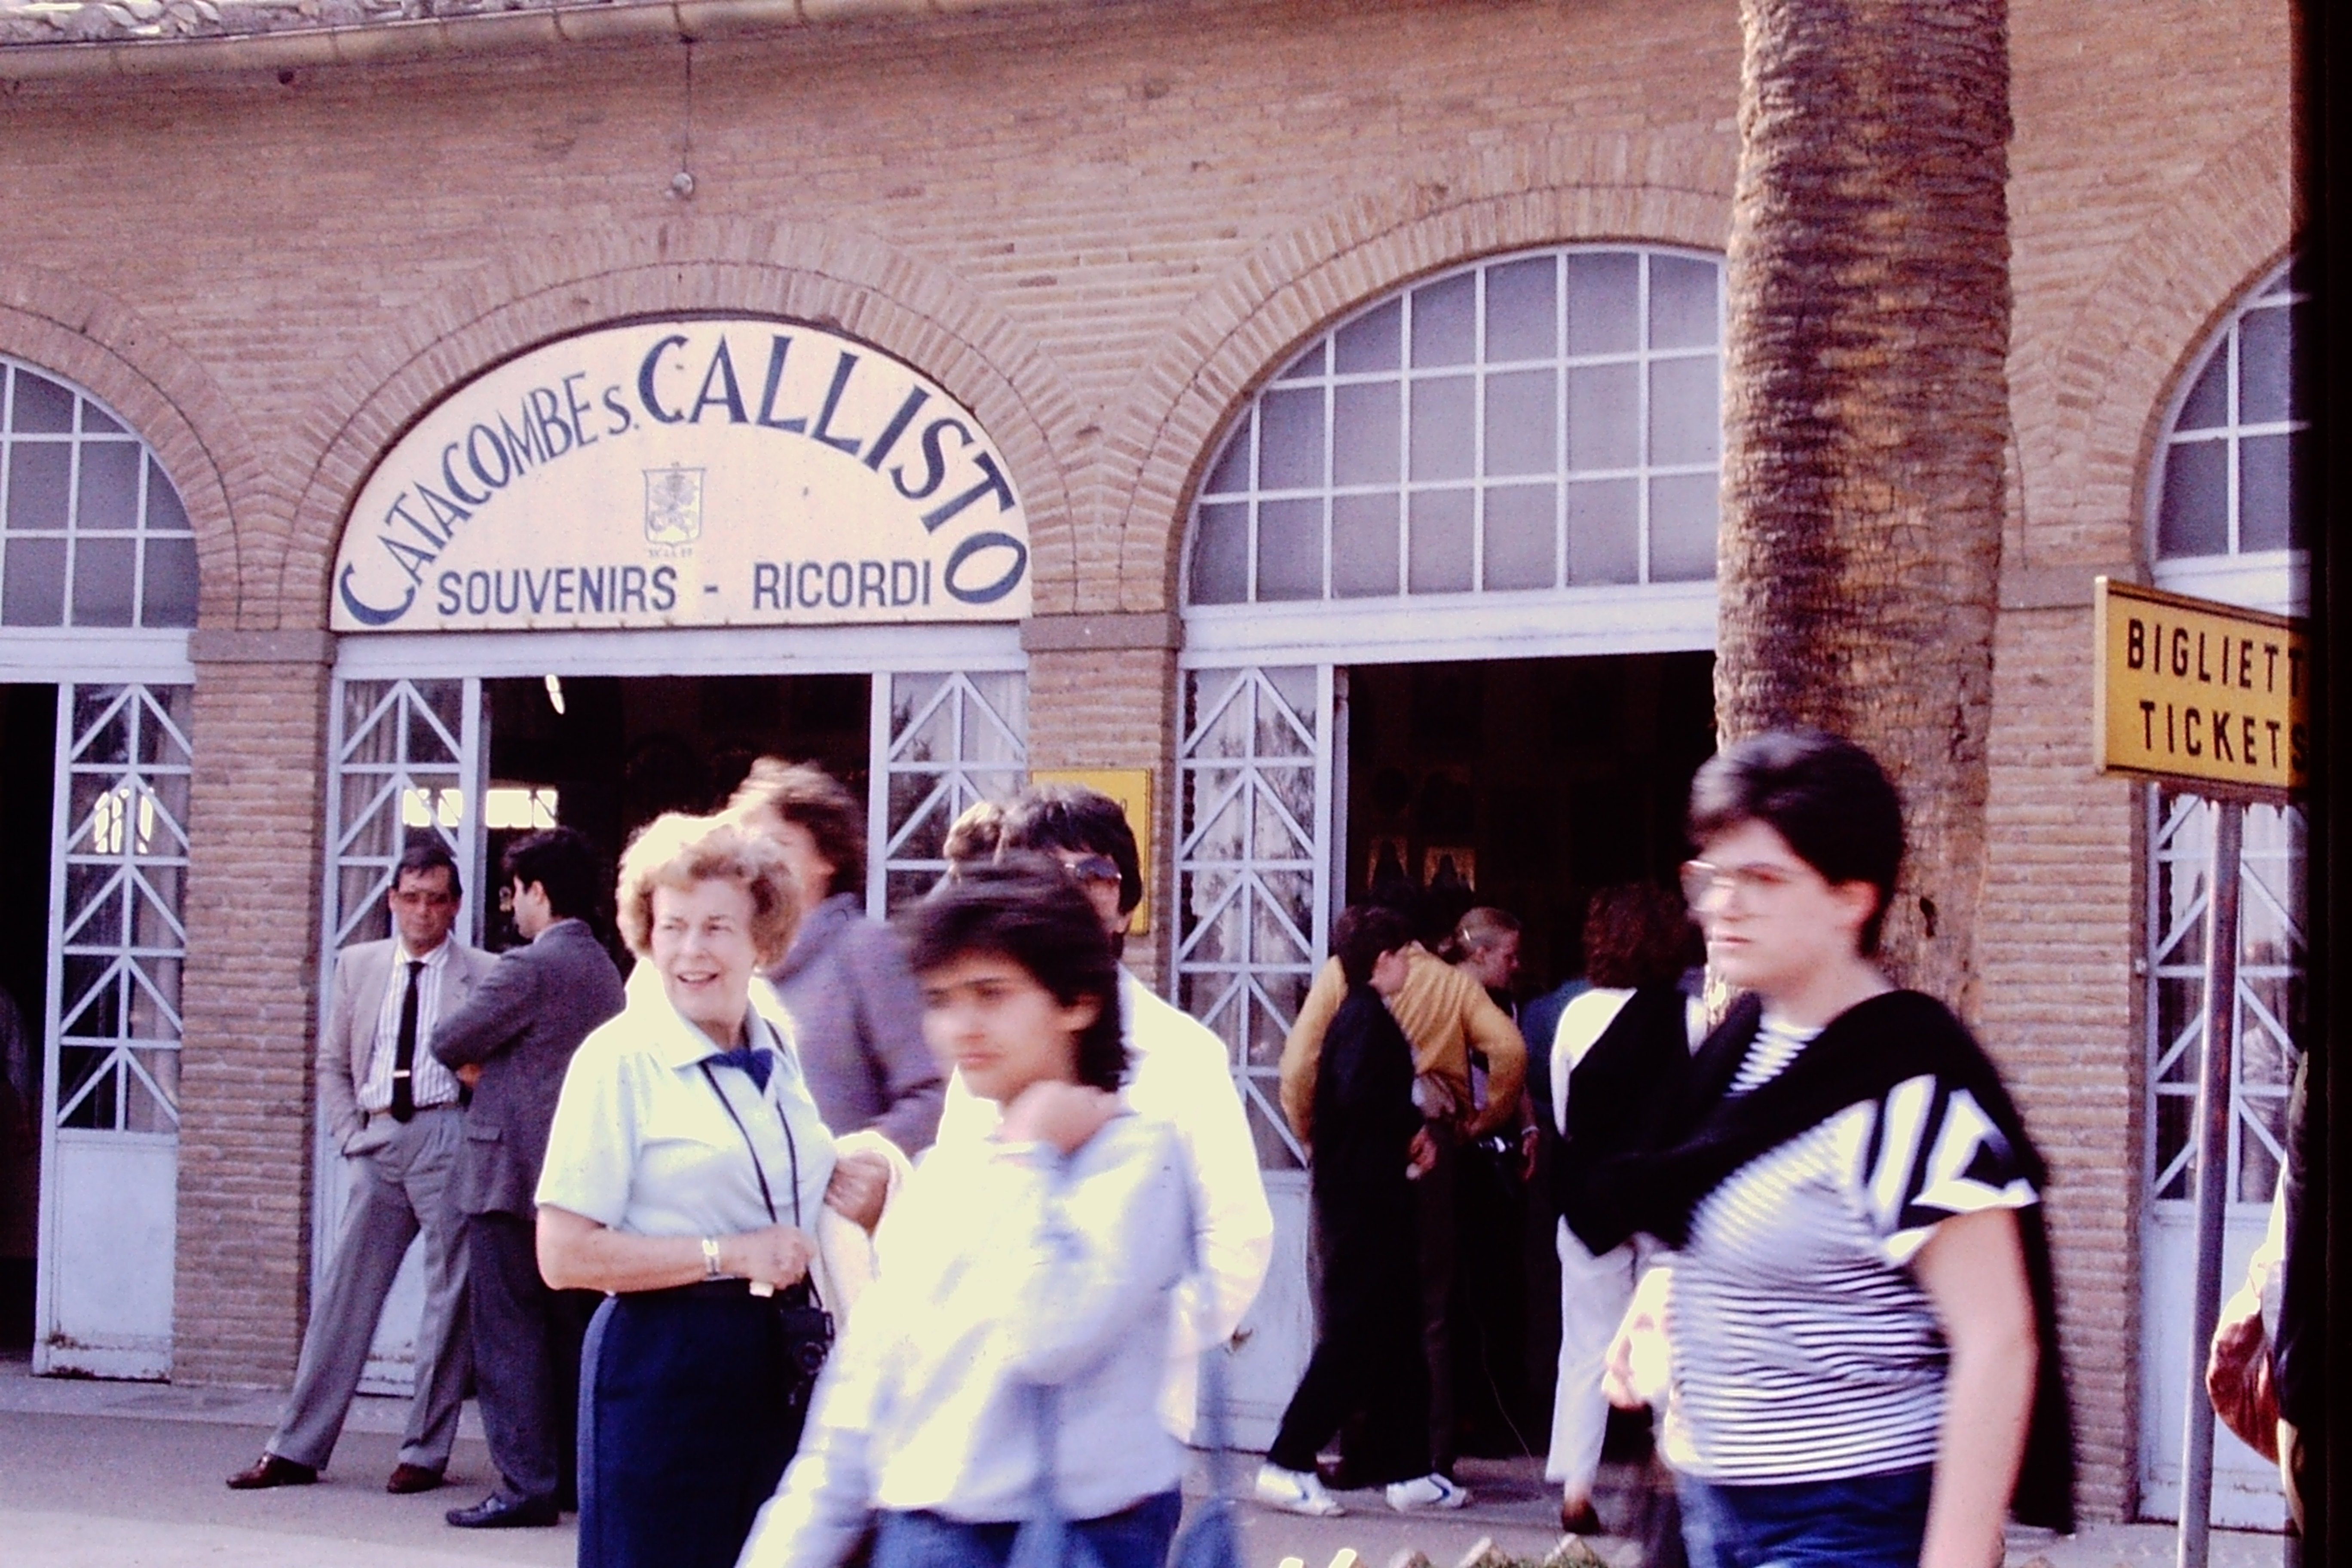 CATACOMBE S. CALLISTO
SOUVENIRS - RICORDI
BIGLIETT
TICKETS